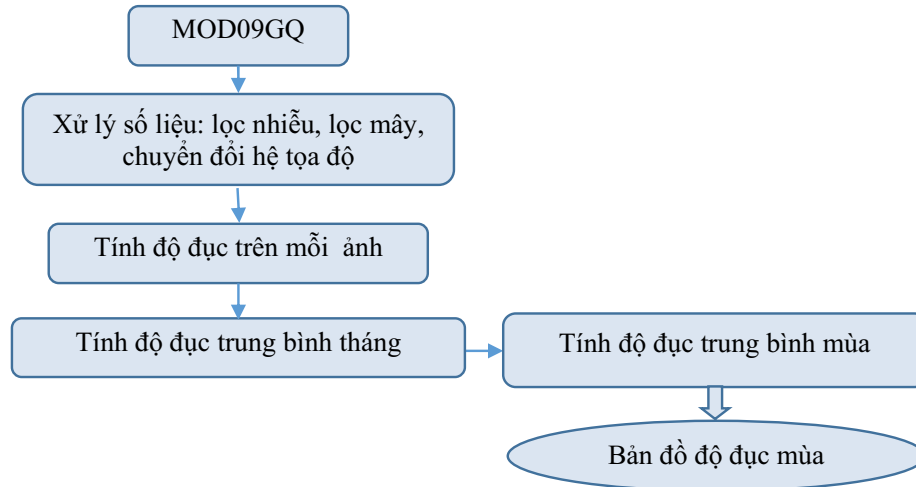 MOD09GQ
Xử lý số liệu: lọc nhiễu, lọc mây,
chuyển đổi hệ tọa độ
Tính độ đục trên mỗi ảnh
Tính độ đục trung bình tháng
Tính độ đục trung bình mùa
Bản đồ độ đục mùa